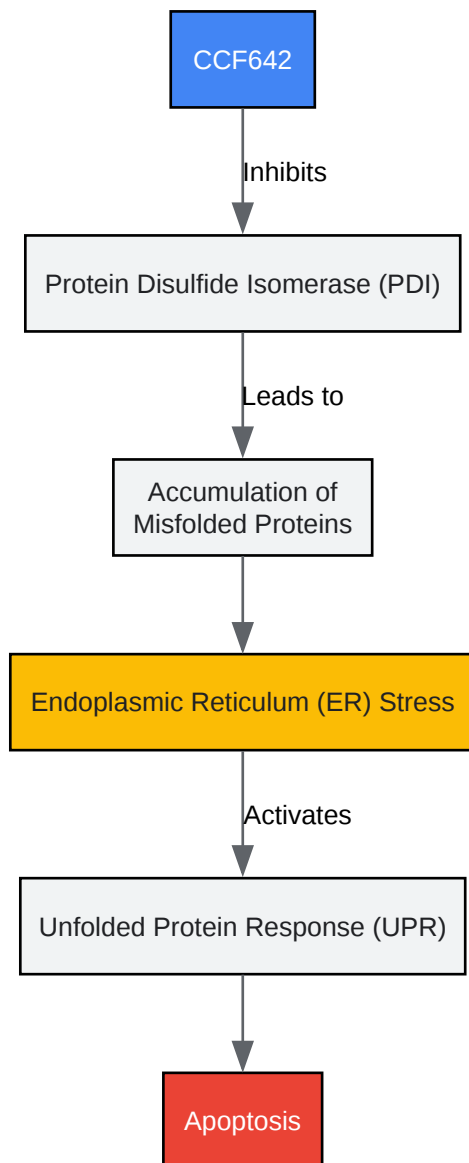 CCF642
Inhibits
Protein Disulfide Isomerase (PDI)
Leads to
Accumulation of
Misfolded Proteins
Endoplasmic Reticulum (ER) Stress
Activates
Unfolded Protein Response (UPR)
Apoptosis